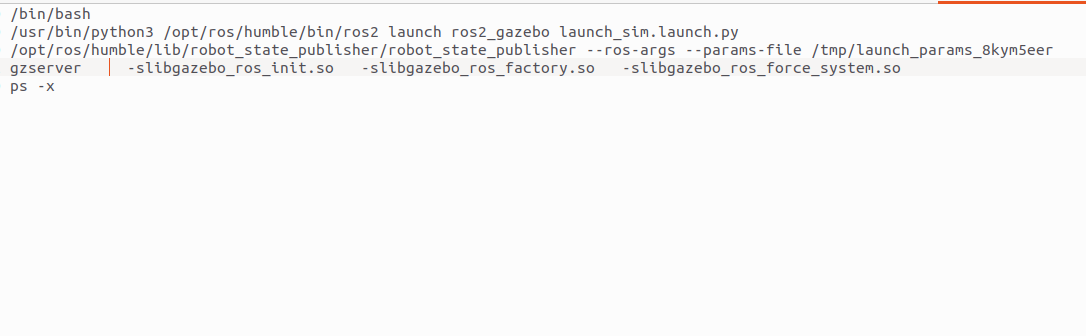 /bin/bash
/usr/bin/python3 /opt/ros/humble/bin/ros2 launch ros2_gazebo launch_sim.launch.py
/opt/ros/humble/lib/robot_state_publisher/robot_state_publisher --ros-args --params-file /tmp/launch_params_8kym5eer
gzserver -slibgazebo_ros_init.so -slibgazebo_ros_factory.so -slibgazebo_ros_force_system.so
ps -x